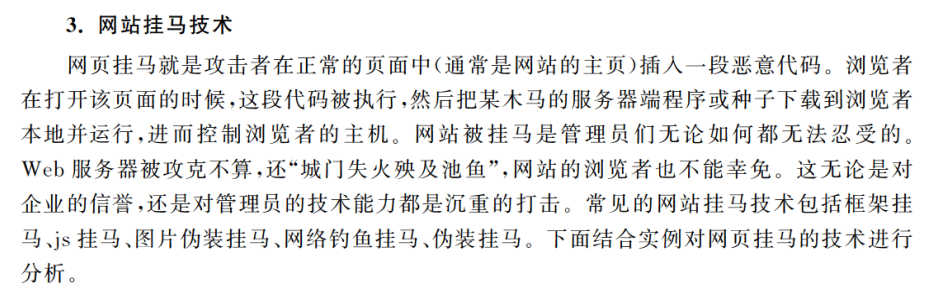 3. 网站挂马技术
网页挂马就是攻击者在正常的页面中(通常是网站的主页)插入一段恶意代码。浏览者
在打开该页面的时候,这段代码被执行,然后把某木马的服务器端程序或种子下载到浏览者
本地并运行,进而控制浏览者的主机。网站被挂马是管理员们无论如何都无法忍受的。
Web 服务器被攻克不算,还“城门失火殃及池鱼”,网站的浏览者也不能幸免。这无论是对
企业的信誉,还是对管理员的技术能力都是沉重的打击。常见的网站挂马技术包括框架挂
马、js 挂马、图片伪装挂马、网络钓鱼挂马、伪装挂马。下面结合实例对网页挂马的技术进行
分析。